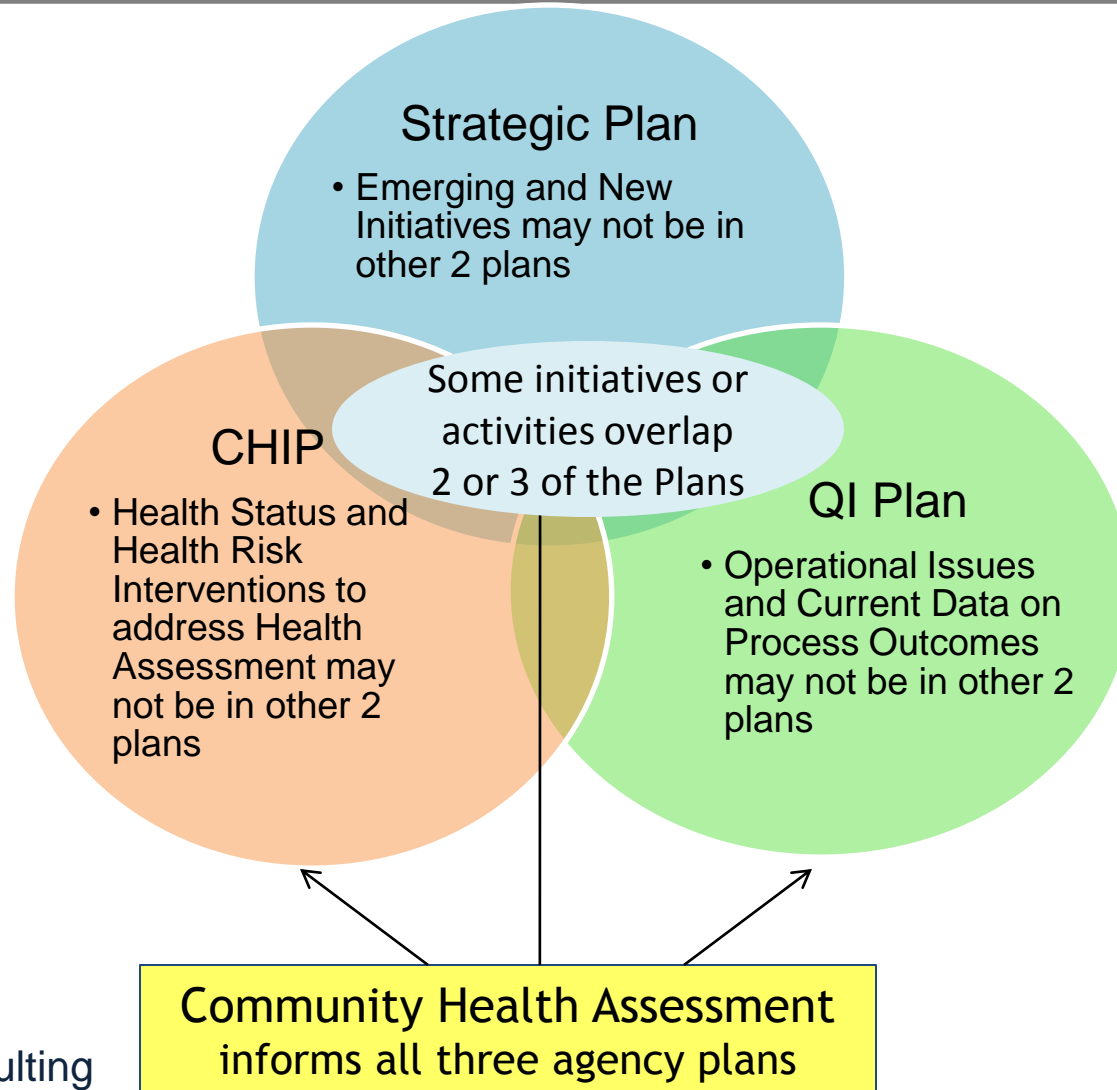 Strategic Plan
• Emerging and New
Initiatives may not be in
other 2 plans
Some initiatives or
activities overlap
2 or 3 of the Plans
CHIP
• Health Status and
Health Risk
Interventions to
address Health
Assessment may
not be in other 2
plans
QI Plan
• Operational Issues
and Current Data on
Process Outcomes
may not be in other 2
plans
Community Health Assessment
informs all three agency plans
ulting